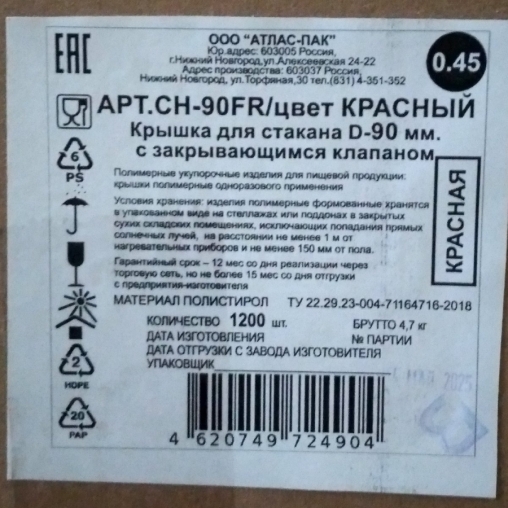 EAC
ООО "АТЛАС-ПАК"
Юр.адрес: 603005 Россия,
г.Нижний Новгород,ул.Алексеевская 24-22
Адрес производства: 603037 Россия,
Нижний Новгород, ул.Торфяная,30 тел.(831) 4-351-352
0.45
АРТ.СН-90FR/цвет КРАСНЫЙ
Крышка для стакана D-90 мм.
с закрывающимся клапаном
6
PS
КРАСНАЯ
Полимерные укупорочные изделия для пищевой продукции:
крышки полимерные одноразового применения
Условия хранения: изделия полимерные формованные хранятся
в упакованном виде на стеллажах или поддонах в закрытых
сухих складских помещениях, исключающих попадания прямых
солнечных лучей, на расстоянии не менее 1 м от
нагревательных приборов и не менее 150 мм от пола.
Гарантийный срок – 12 мес со дня реализации через
торговую сеть, но не более 15 мес со дня отгрузки
с предприятия-изготовителя
МАТЕРИАЛ ПОЛИСТИРОЛ ТУ 22.29.23-004-71164716-2018
КОЛИЧЕСТВО 1200 шт. БРУТТО 4,7 кг
ДАТА ИЗГОТОВЛЕНИЯ № ПАРТИИ
ДАТА ОТГРУЗКИ С ЗАВОДА ИЗГОТОВИТЕЛЯ
УПАКОВЩИК
2
HDPE
МАЯ 2025
20
PAP
4 620749 724904